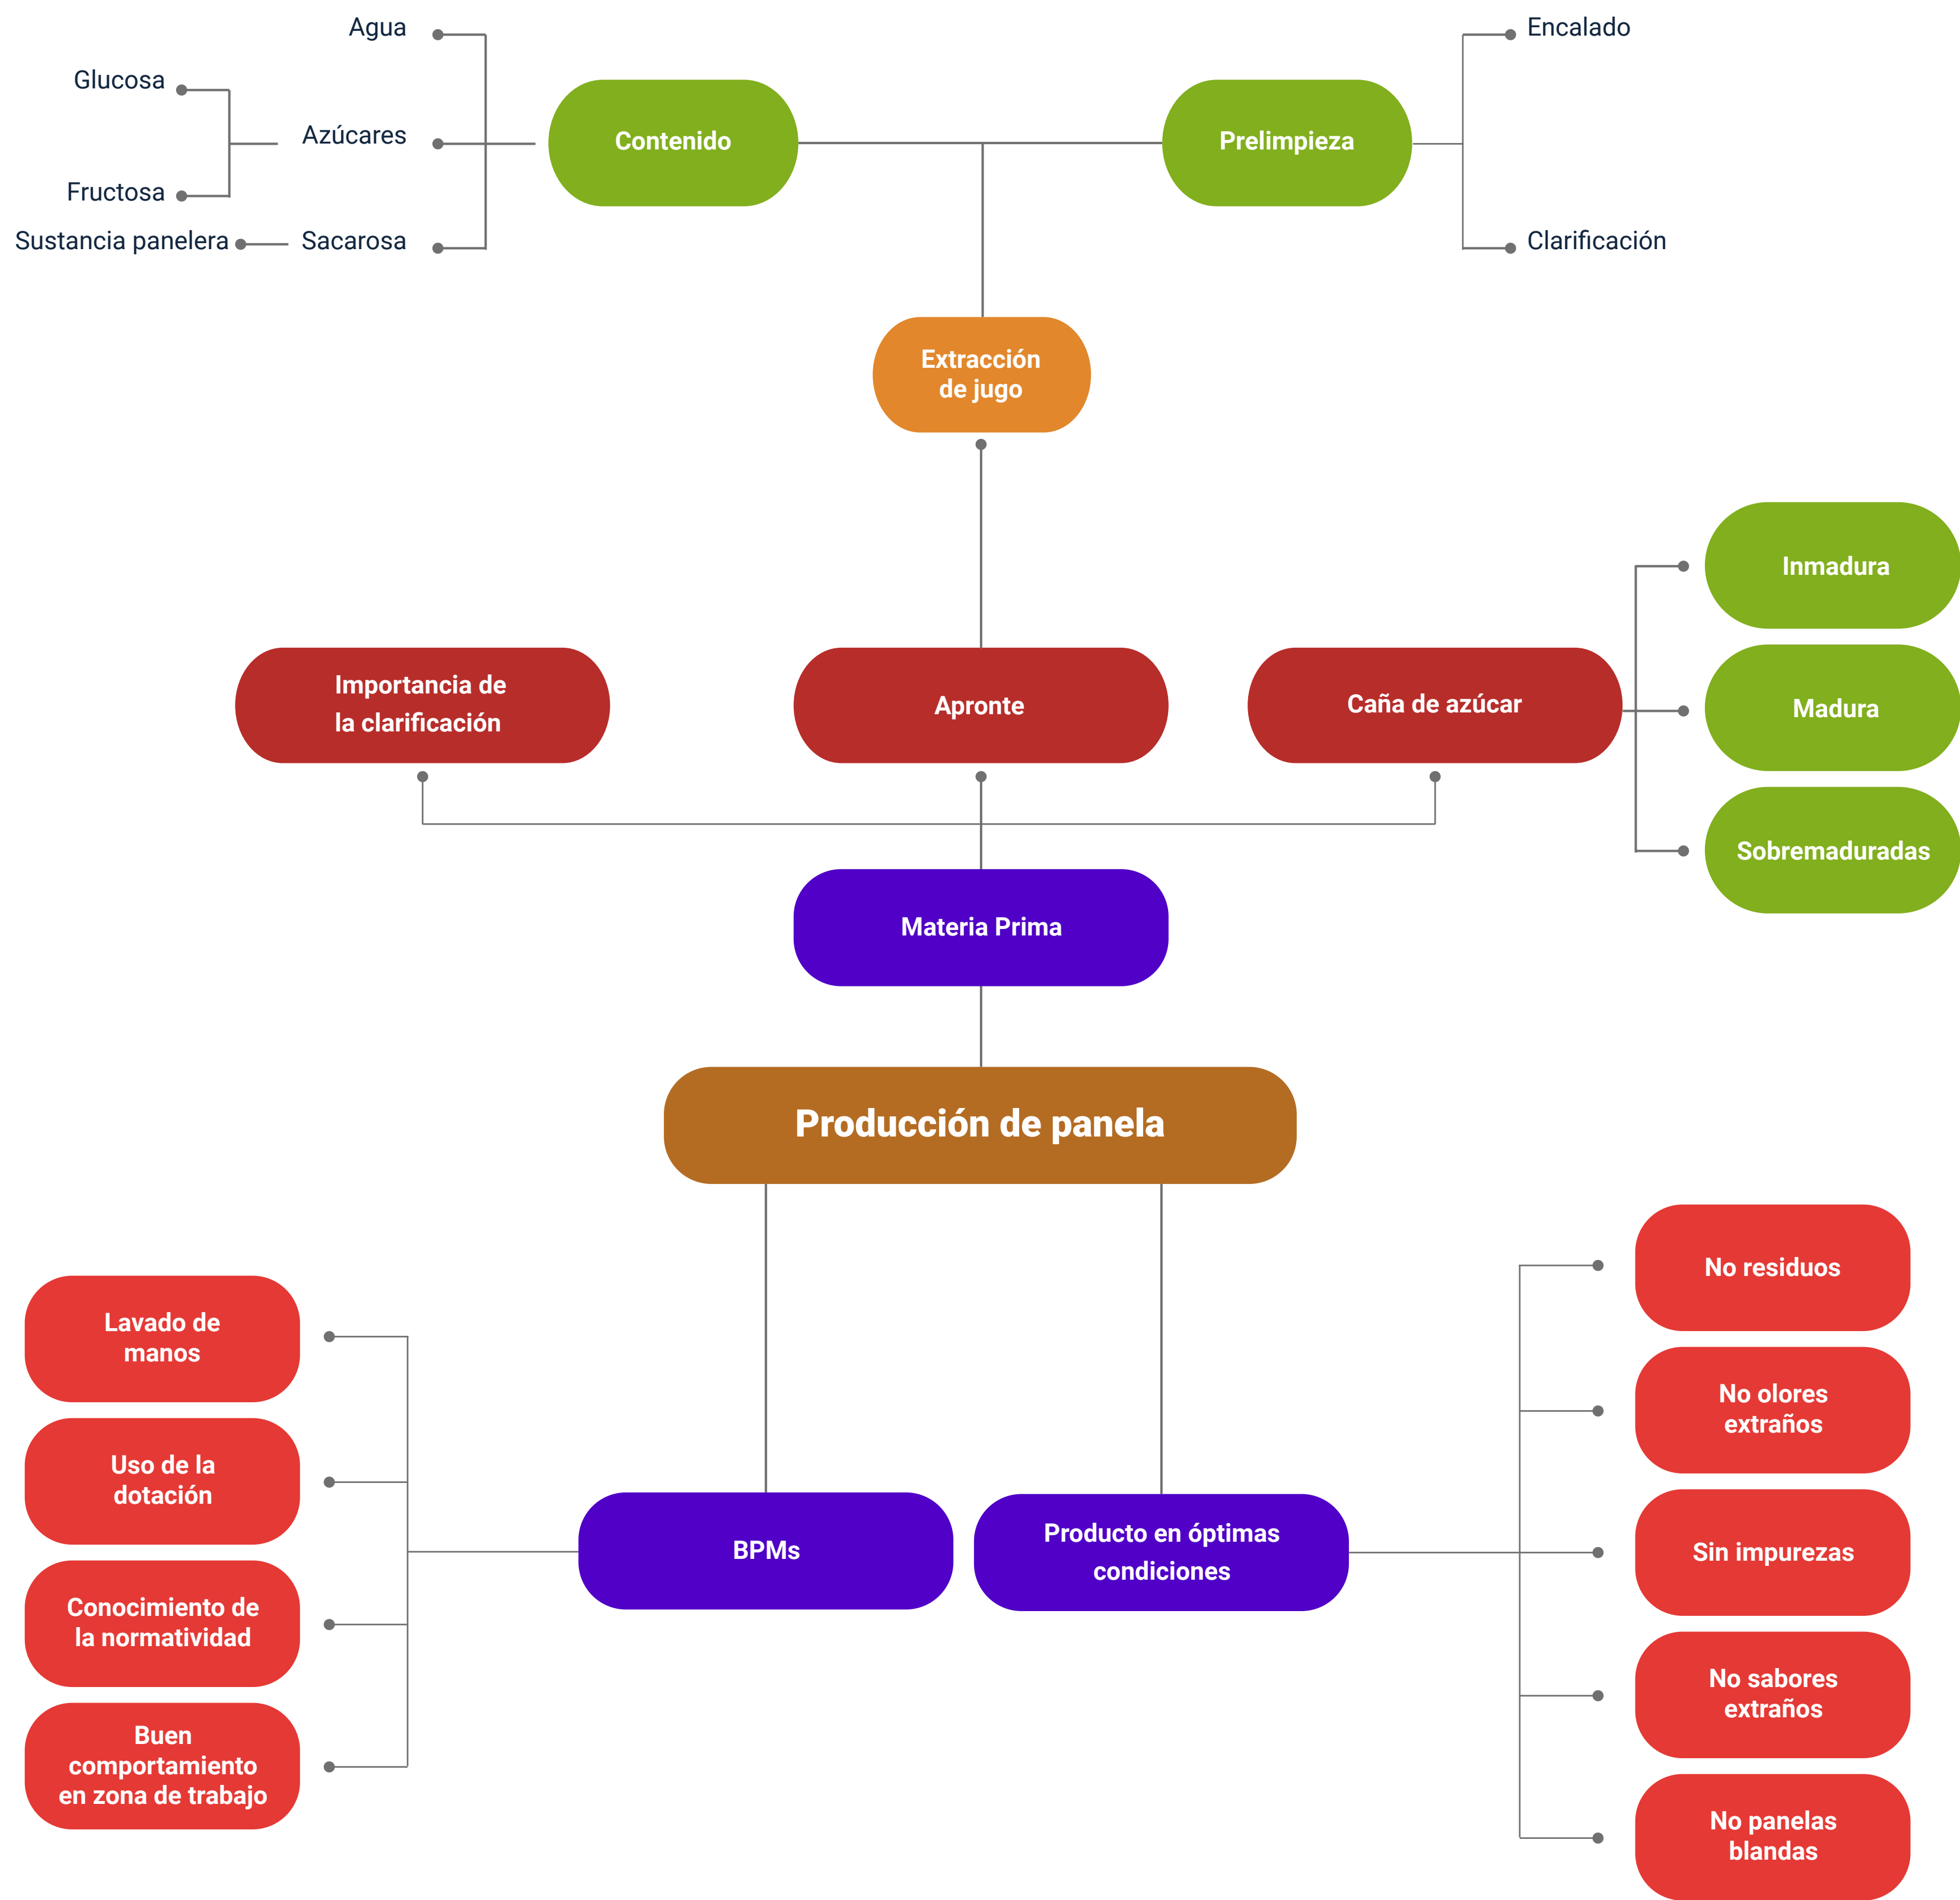 Agua
Glucosa
Azúcares
Fructosa
Sustancia panelera
Sacarosa
Contenido
Prelimpieza
Encalado
Clarificación
Extracción
de jugo
Importancia de
la clarificación
Apronte
Caña de azúcar
Inmadura
Madura
Sobremaduradas
Materia Prima
Producción de panela
Lavado de
manos
Uso de la
dotación
Conocimiento de
la normatividad
Buen
comportamiento
en zona de trabajo
BPMs
Producto en óptimas
condiciones
No residuos
No olores
extraños
Sin impurezas
No sabores
extraños
No panelas
blandas